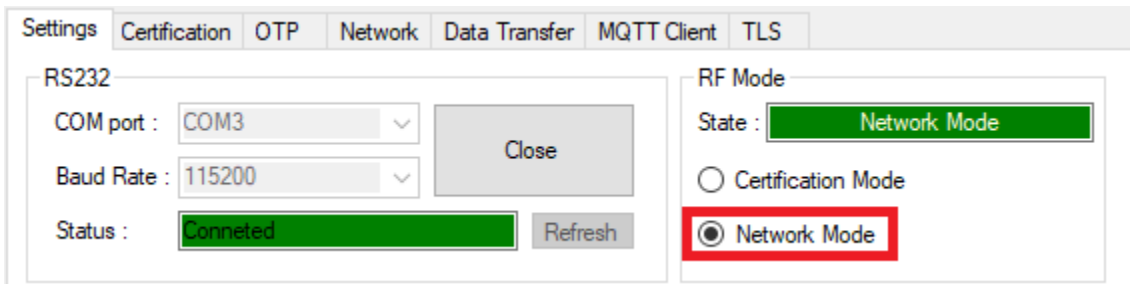 Settings Certification OTP Network Data Transfer MQTT Client TLS
RS232
COM port : COM3
Close
Baud Rate : 115200
Status : Conneted Refresh
RF Mode
State : Network Mode
Certification Mode
Network Mode